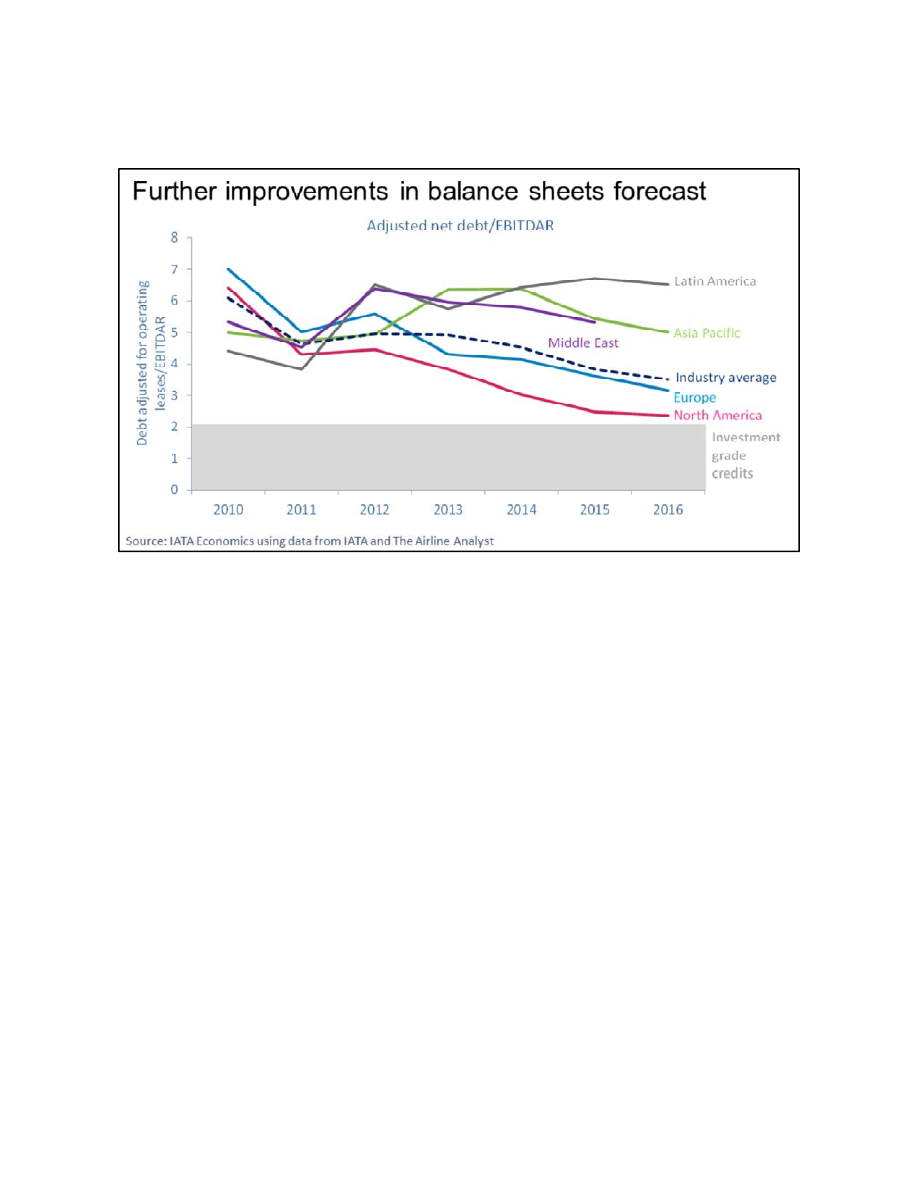 Further improvements in balance sheets forecast
Adjusted net debt/EBITDAR
Debt adjusted for operating
leases/EBITDAR
8
7
6
5
4
3
2
1
0
Latin America
Asia Pacific
Middle East
Industry average
Europe
North America
Investment
grade
credits
2010 2011 2012 2013 2014 2015 2016
Source: IATA Economics using data from IATA and The Airline Analyst